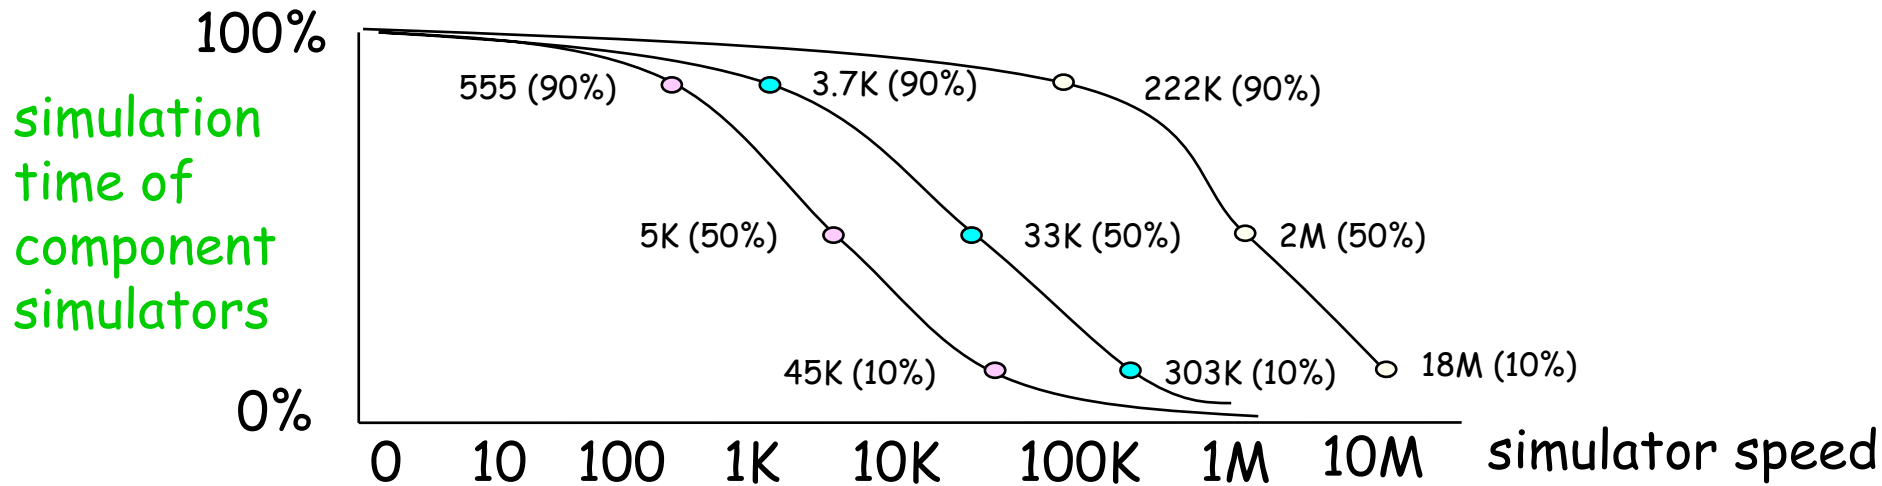 100%
simulation
time of
component
simulators
0%
555 (90%)
3.7K (90%)
222K (90%)
5K (50%)
33K (50%)
2M (50%)
45K (10%)
303K (10%)
18M (10%)
0 10 100 1K 10K 100K 1M 10M
simulator speed